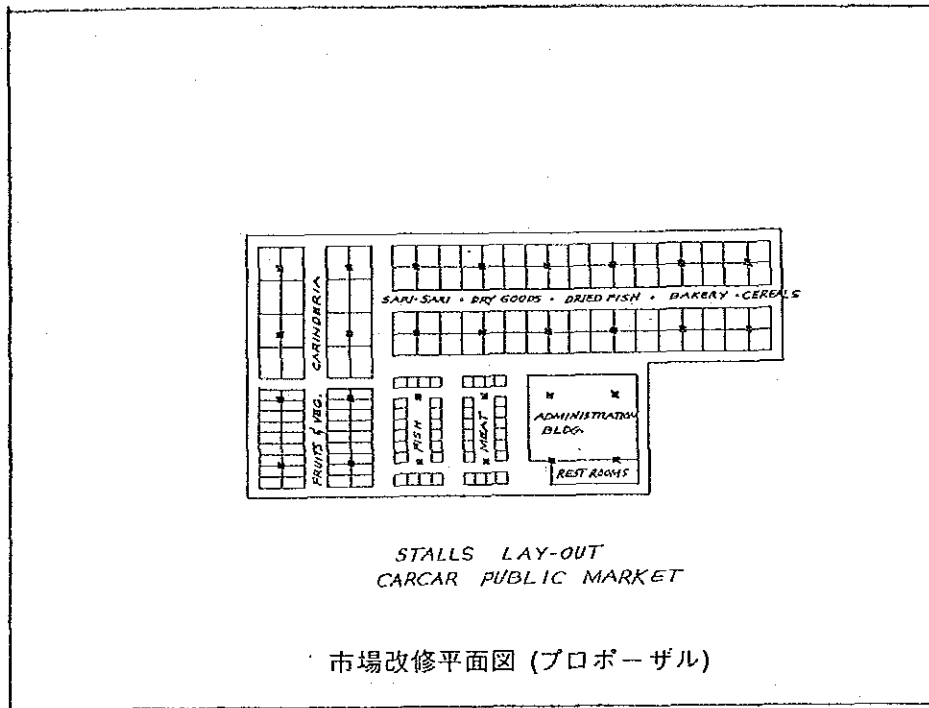 SARI-SARI • DRY GOODS • DRIED FISH • BAKERY • CEREALS
CARINDERIA
FRUITS & VEG.
FISH
MEAT
ADMINISTRATION
BLDG.
REST ROOMS
STALLS LAY-OUT
CARCAR PUBLIC MARKET
市場改修平面図 (プロポーザル)